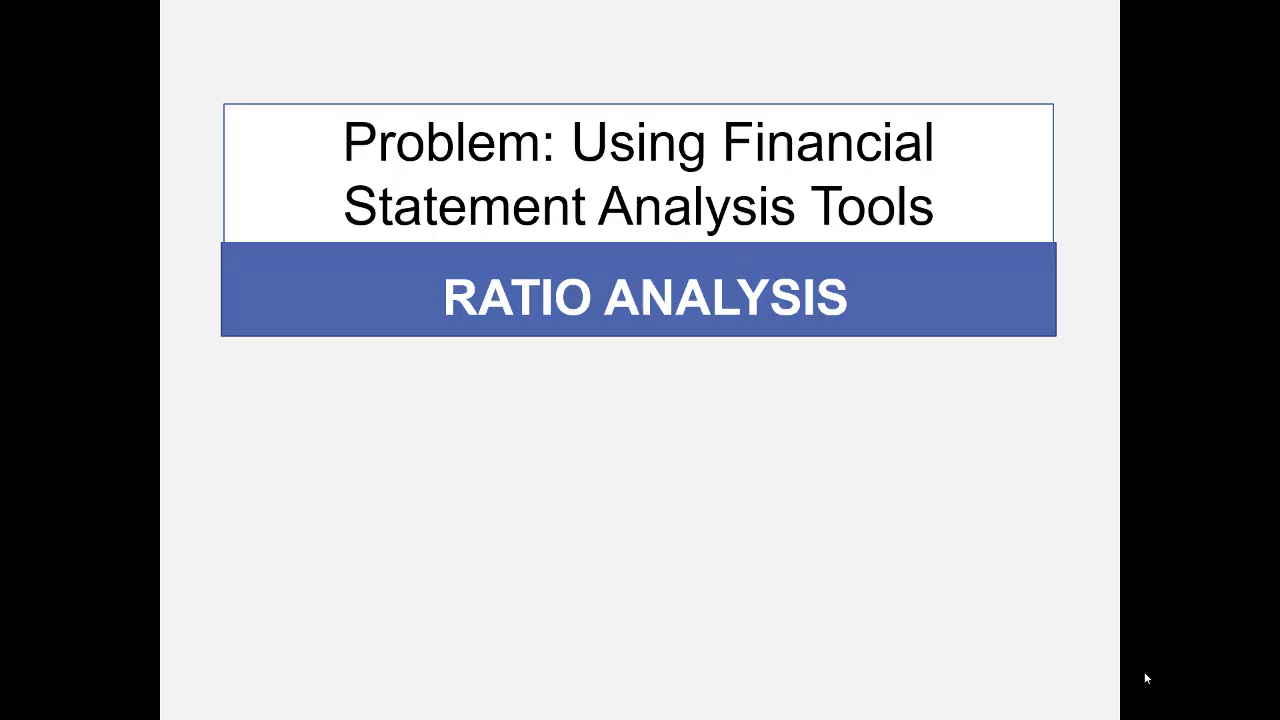 Problem: Using Financial
Statement Analysis Tools
RATIO ANALYSIS